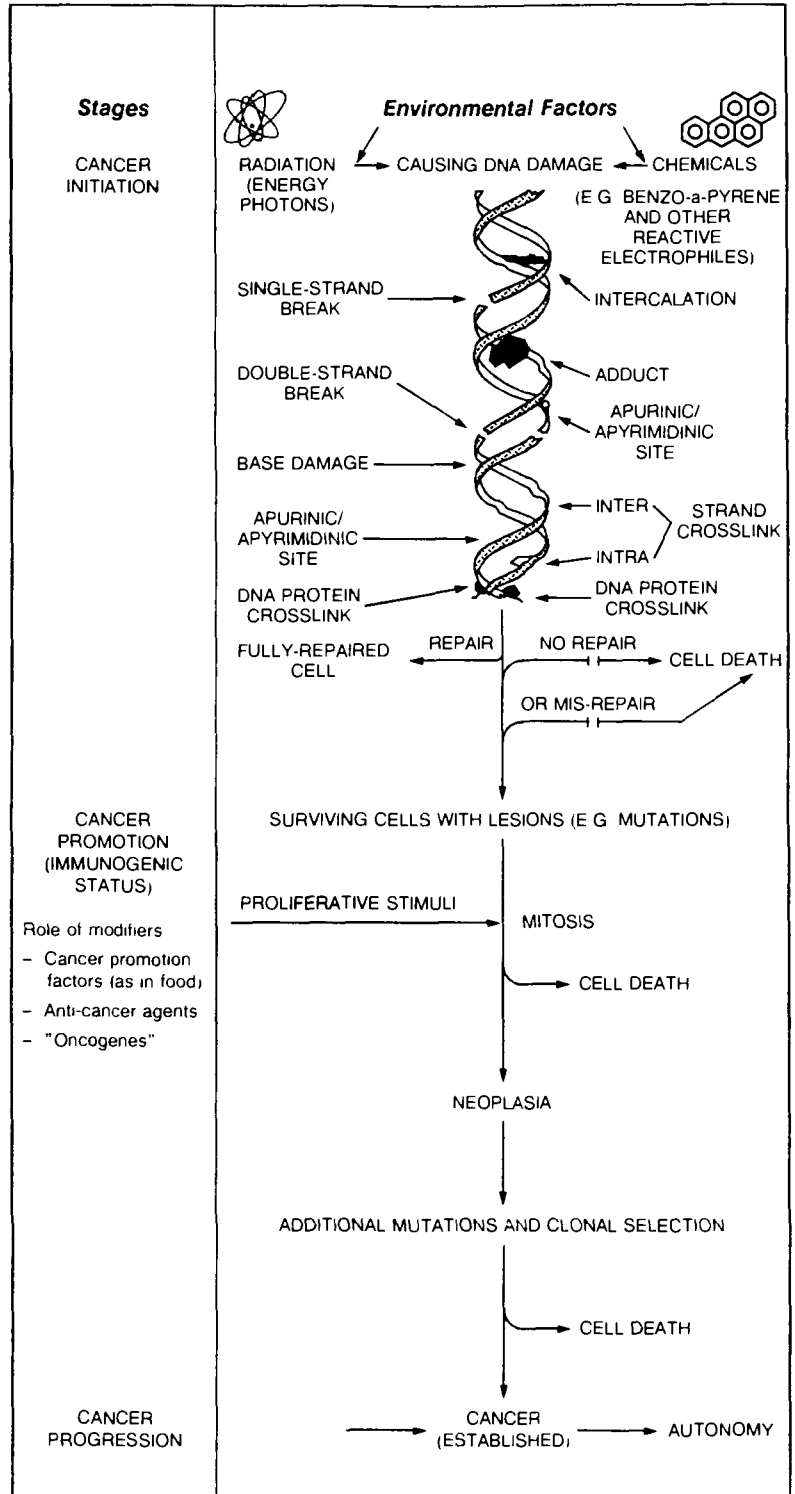 Stages
Environmental Factors
CANCER
INITIATION
RADIATION
(ENERGY
PHOTONS)
CAUSING DNA DAMAGE
CHEMICALS
(E G BENZO-a-PYRENE
AND OTHER
REACTIVE
ELECTROPHILES)
SINGLE-STRAND
BREAK
INTERCALATION
DOUBLE-STRAND
BREAK
ADDUCT
APURINIC/
APYRIMIDINIC
SITE
BASE DAMAGE
APURINIC/
APYRIMIDINIC
SITE
INTER
INTRA
STRAND
CROSSLINK
DNA PROTEIN
CROSSLINK
DNA PROTEIN
CROSSLINK
FULLY-REPAIRED
CELL
REPAIR
NO REPAIR
CELL DEATH
OR MIS-REPAIR
CANCER
PROMOTION
(IMMUNOGENIC
STATUS)
SURVIVING CELLS WITH LESIONS (E G MUTATIONS)
Role of modifiers
- Cancer promotion
factors (as in food)
- Anti-cancer agents
- "Oncogenes"
PROLIFERATIVE STIMULI
MITOSIS
CELL DEATH
NEOPLASIA
ADDITIONAL MUTATIONS AND CLONAL SELECTION
CELL DEATH
CANCER
PROGRESSION
CANCER
(ESTABLISHED)
AUTONOMY